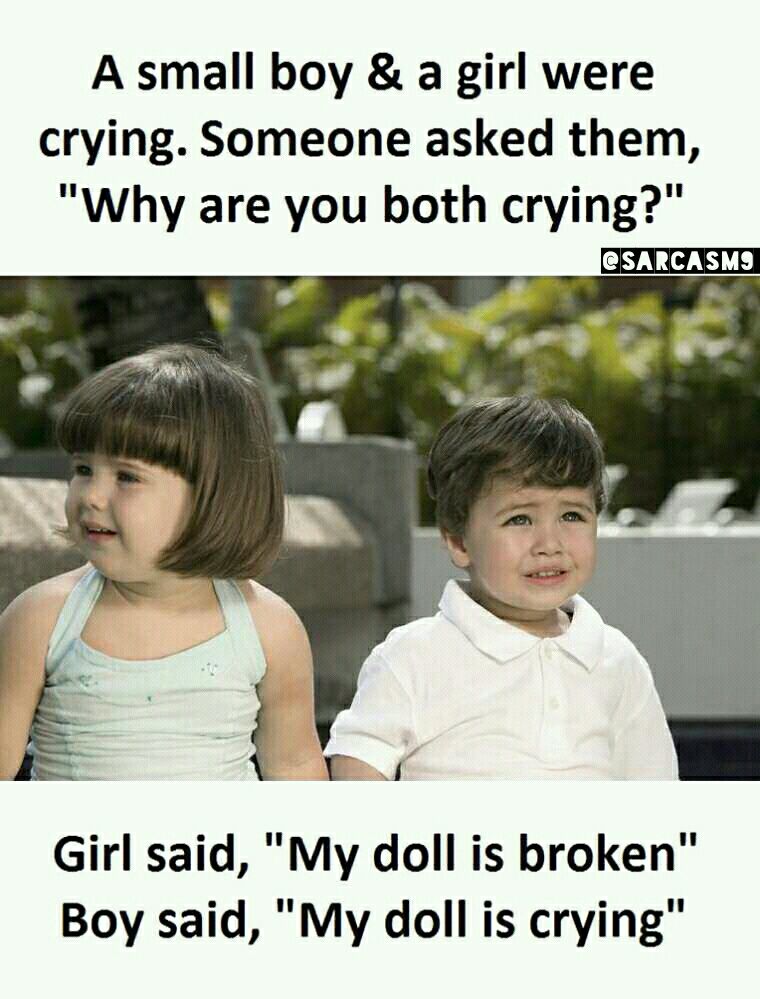 A small boy & a girl were
crying. Someone asked them,
"Why are you both crying?"
@SARCASM9
Girl said, "My doll is broken"
Boy said, "My doll is crying"